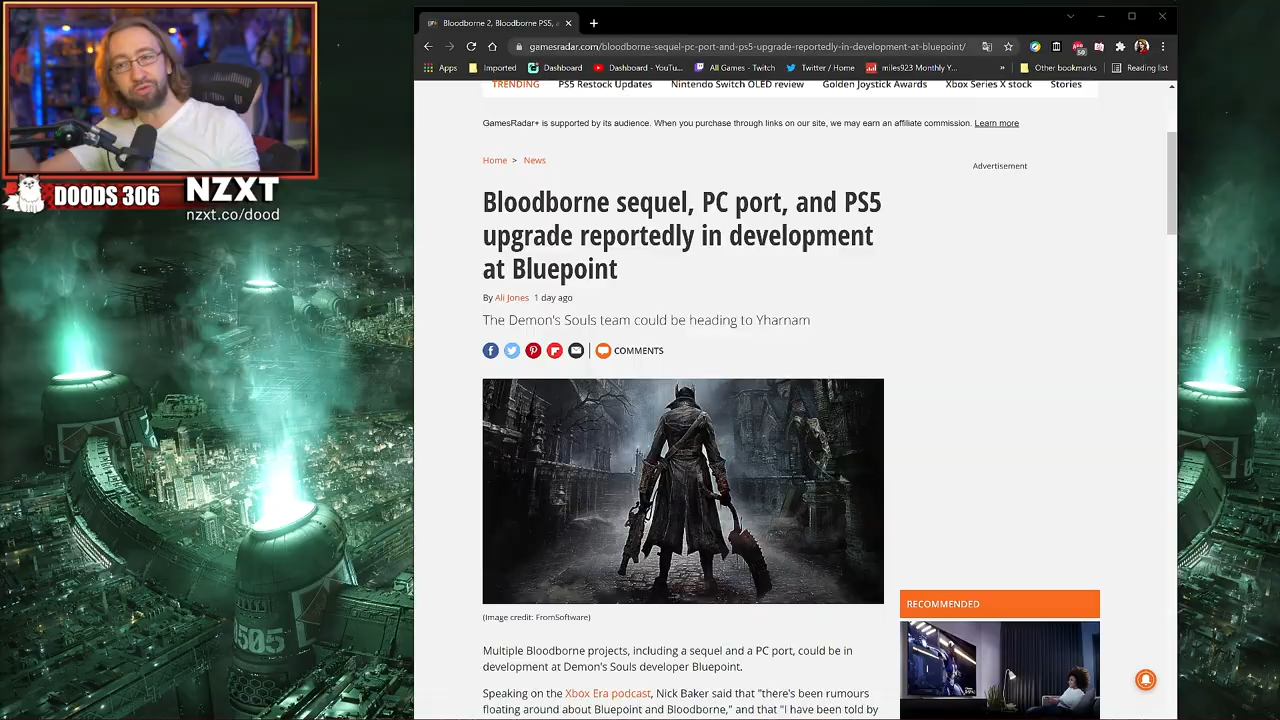 Bloodborne 2, Bloodborne PS5, a
gamesradar.com/bloodborne-sequel-pc-port-and-ps5-upgrade-reportedly-in-development-at-bluepoint/
Apps Imported Dashboard Dashboard - YouTu... All Games - Twitch Twitter / Home miles923 Monthly Y... » Other bookmarks Reading list
TRENDING PS5 Restock Updates Nintendo Switch OLED review Golden Joystick Awards Xbox Series X stock Stories
GamesRadar+ is supported by its audience. When you purchase through links on our site, we may earn an affiliate commission. Learn more
Home > News
Advertisement
Bloodborne sequel, PC port, and PS5
upgrade reportedly in development
at Bluepoint
By Ali Jones 1 day ago
The Demon's Souls team could be heading to Yharnam
COMMENTS
(Image credit: FromSoftware)
Multiple Bloodborne projects, including a sequel and a PC port, could be in
development at Demon's Souls developer Bluepoint.
Speaking on the Xbox Era podcast, Nick Baker said that "there's been rumours
floating around about Bluepoint and Bloodborne," and that "I have been told by
RECOMMENDED
DOODS 306
NZXT
nzxt.co/dood